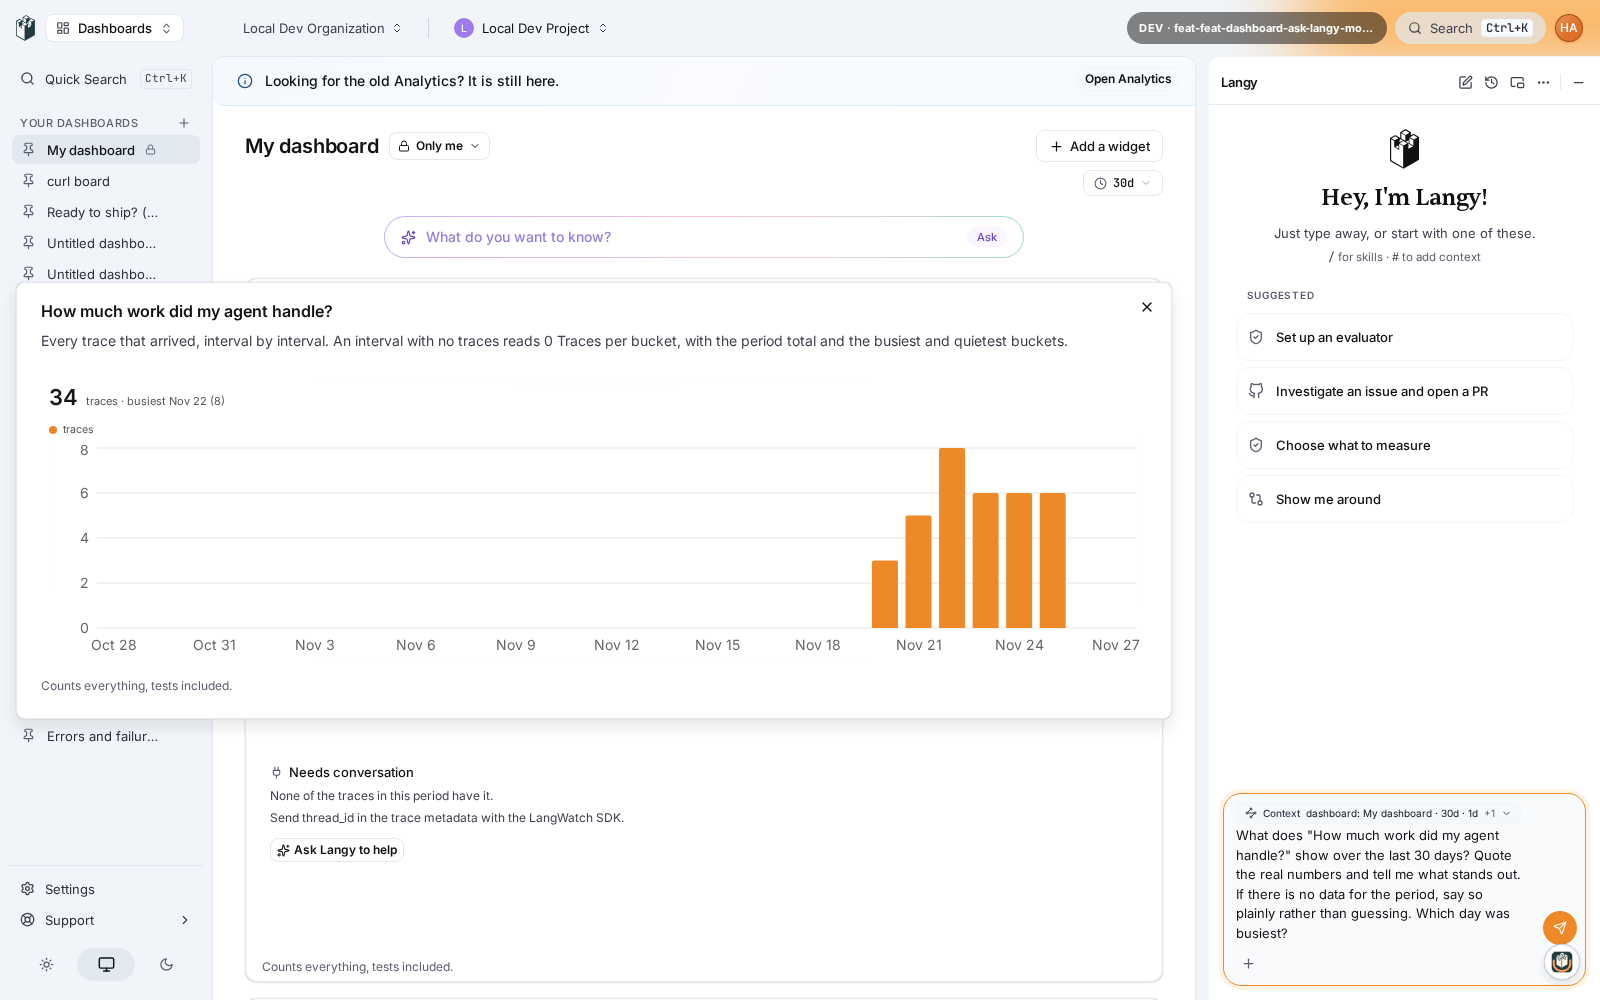 Dashboards
Local Dev Organization
L
Local Dev Project
DEV · feat-feat-dashboard-ask-langy-mo...
Search Ctrl+K
HA
Quick Search Ctrl+K
YOUR DASHBOARDS
My dashboard
curl board
Ready to ship? (...
Untitled dashbo...
Untitled dashbo...
Looking for the old Analytics? It is still here.
Open Analytics
My dashboard
Only me
Add a widget
30d
What do you want to know?
Ask
How much work did my agent handle?
Every trace that arrived, interval by interval. An interval with no traces reads 0 Traces per bucket, with the period total and the busiest and quietest buckets.
34 traces · busiest Nov 22 (8)
traces
8
6
4
2
0
Oct 28 Oct 31 Nov 3 Nov 6 Nov 9 Nov 12 Nov 15 Nov 18 Nov 21 Nov 24 Nov 27
Counts everything, tests included.
Errors and failur...
Needs conversation
None of the traces in this period have it.
Send thread_id in the trace metadata with the LangWatch SDK.
Ask Langy to help
Counts everything, tests included.
Settings
Support
Langy
Hey, I'm Langy!
Just type away, or start with one of these.
/ for skills · # to add context
SUGGESTED
Set up an evaluator
Investigate an issue and open a PR
Choose what to measure
Show me around
Context dashboard: My dashboard · 30d · 1d +1
What does "How much work did my agent
handle?" show over the last 30 days? Quote
the real numbers and tell me what stands out.
If there is no data for the period, say so
plainly rather than guessing. Which day was
busiest?